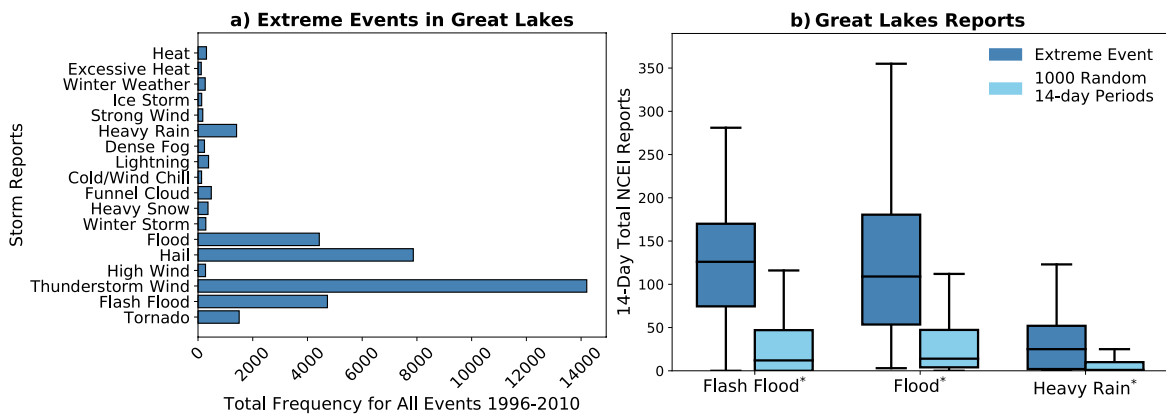 a) Extreme Events in Great Lakes
Storm Reports
Heat
Excessive Heat
Winter Weather
Ice Storm
Strong Wind
Heavy Rain
Dense Fog
Lightning
Cold/Wind Chill
Funnel Cloud
Heavy Snow
Winter Storm
Flood
Hail
High Wind
Thunderstorm Wind
Flash Flood
Tornado
0
2000
4000
6000
8000
10000
12000
14000
Total Frequency for All Events 1996-2010
b) Great Lakes Reports
14-Day Total NCEI Reports
350
300
250
200
150
100
50
0
Extreme Event
1000 Random
14-day Periods
Flash Flood*
Flood*
Heavy Rain*